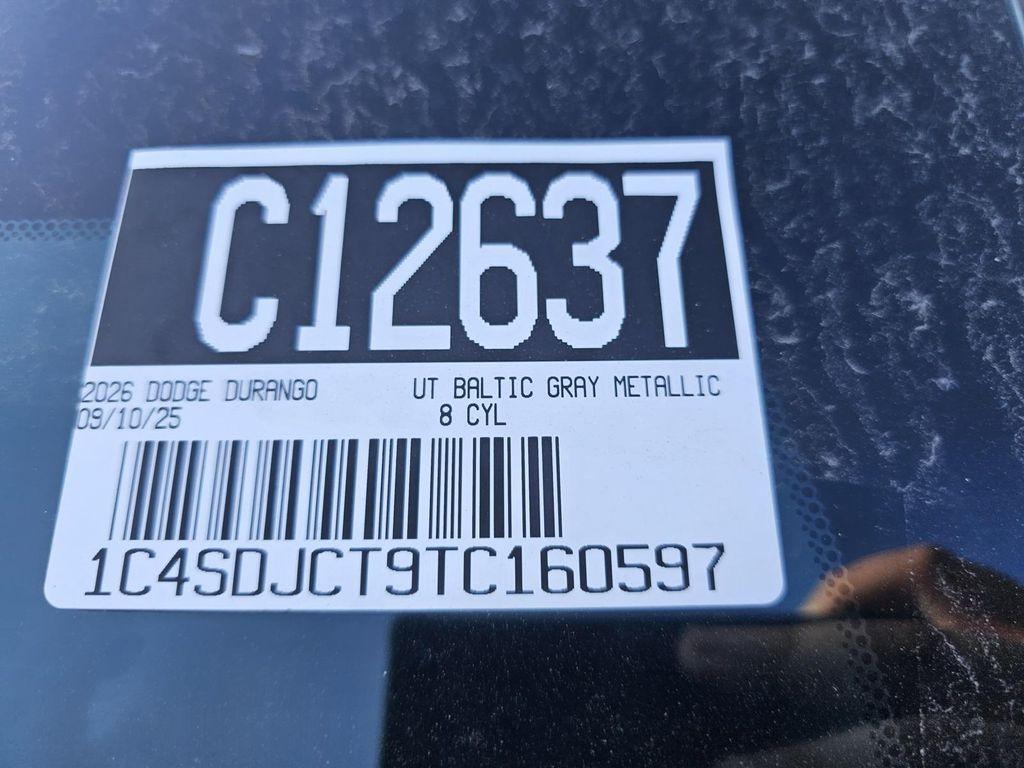 C12637
2026 DODGE DURANGO UT BALTIC GRAY METALLIC
09/10/25 8 CYL
1C4SDJCT9TC160597